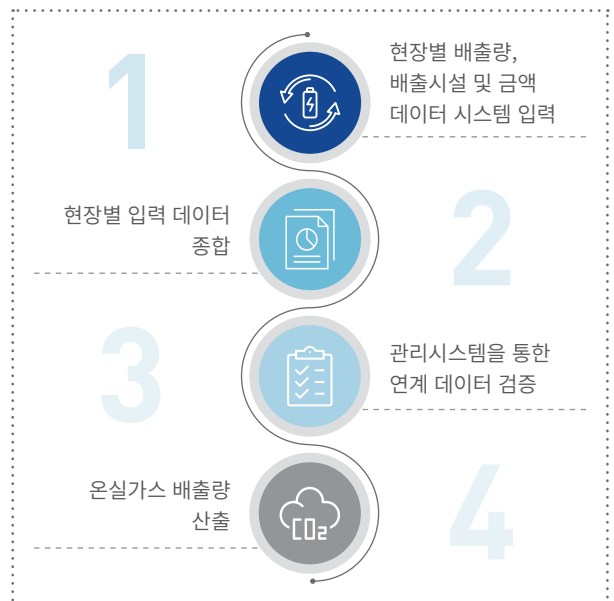 1
현장별 배출량,
배출시설 및 금액
데이터 시스템 입력
현장별 입력 데이터
종합
2
3
관리시스템을 통한
연계 데이터 검증
온실가스 배출량
산출
CO2
4